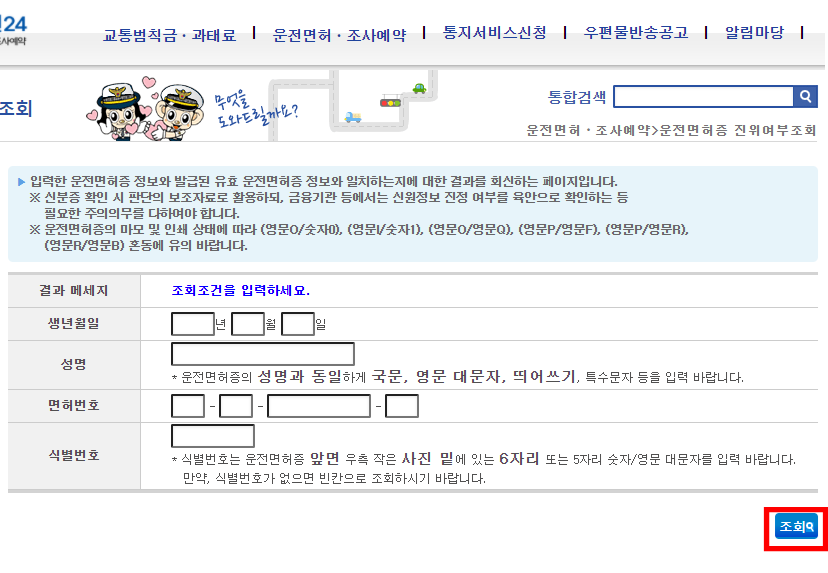 24
조사예약
교통범칙금·과태료
운전면허·조사예약
통지서비스신청
우편물반송공고
알림마당
조회
무엇을
도와드릴까요?
통합검색
운전면허·조사예약>운전면허증 진위여부조회
입력한 운전면허증 정보와 발급된 유효 운전면허증 정보와 일치하는지에 대한 결과를 회신하는 페이지입니다.
※ 신분증 확인 시 판단의 보조자료로 활용하되, 금융기관 등에서는 신원정보 진정 여부를 육안으로 확인하는 등
필요한 주의의무를 다하여야 합니다.
※ 운전면허증의 마모 및 인쇄 상태에 따라 (영문O/숫자0), (영문I/숫자1), (영문O/영문Q), (영문P/영문F), (영문P/영문R),
(영문R/영문B) 혼동에 유의 바랍니다.
결과 메세지 조회조건을 입력하세요.
생년월일 년 월 일
성명
* 운전면허증의 성명과 동일하게 국문, 영문 대문자, 띄어쓰기, 특수문자 등을 입력 바랍니다.
면허번호 - - -
식별번호
* 식별번호는 운전면허증 앞면 우측 작은 사진 밑에 있는 6자리 또는 5자리 숫자/영문 대문자를 입력 바랍니다.
만약, 식별번호가 없으면 빈칸으로 조회하시기 바랍니다.
조회